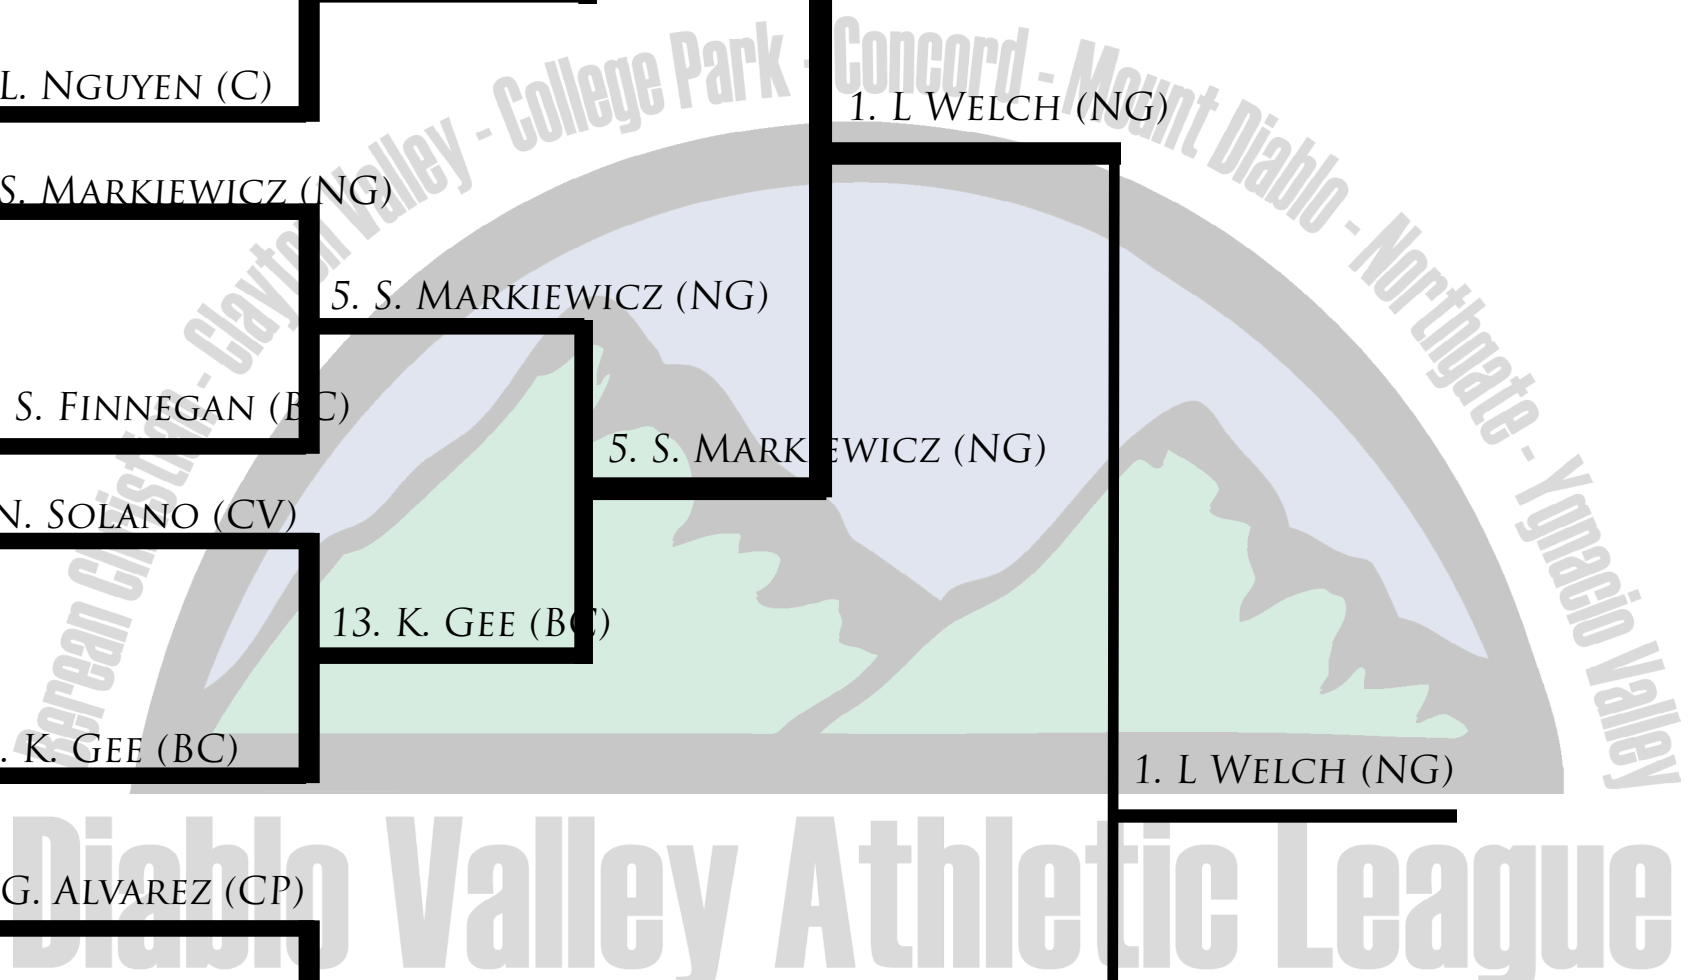 Berean Christian - Clayton Valley - College Park - Concord - Mount Diablo - Northgate - Ygnacio Valley
L. NGUYEN (C)
1. L WELCH (NG)
S. MARKIEWICZ (NG)
5. S. MARKIEWICZ (NG)
S. FINNEGAN (BC)
5. S. MARKIEWICZ (NG)
N. SOLANO (CV)
13. K. GEE (BC)
. K. GEE (BC)
1. L WELCH (NG)
Diablo Valley Athletic League
G. ALVAREZ (CP)